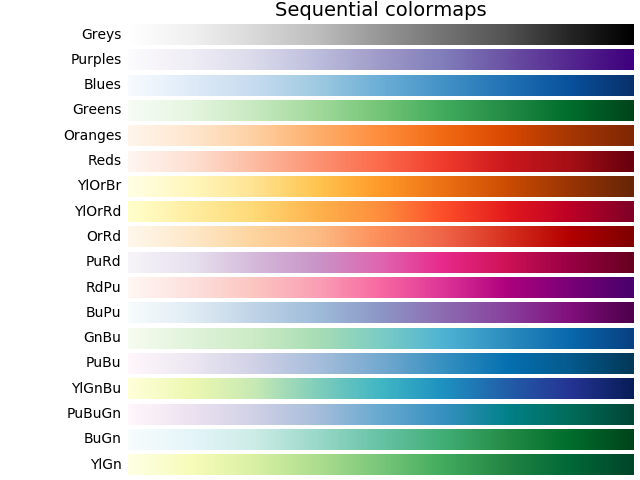 Sequential colormaps
Greys
Purples
Blues
Greens
Oranges
Reds
YlOrBr
YlOrRd
OrRd
PuRd
RdPu
BuPu
GnBu
PuBu
YlGnBu
PuBuGn
BuGn
YlGn